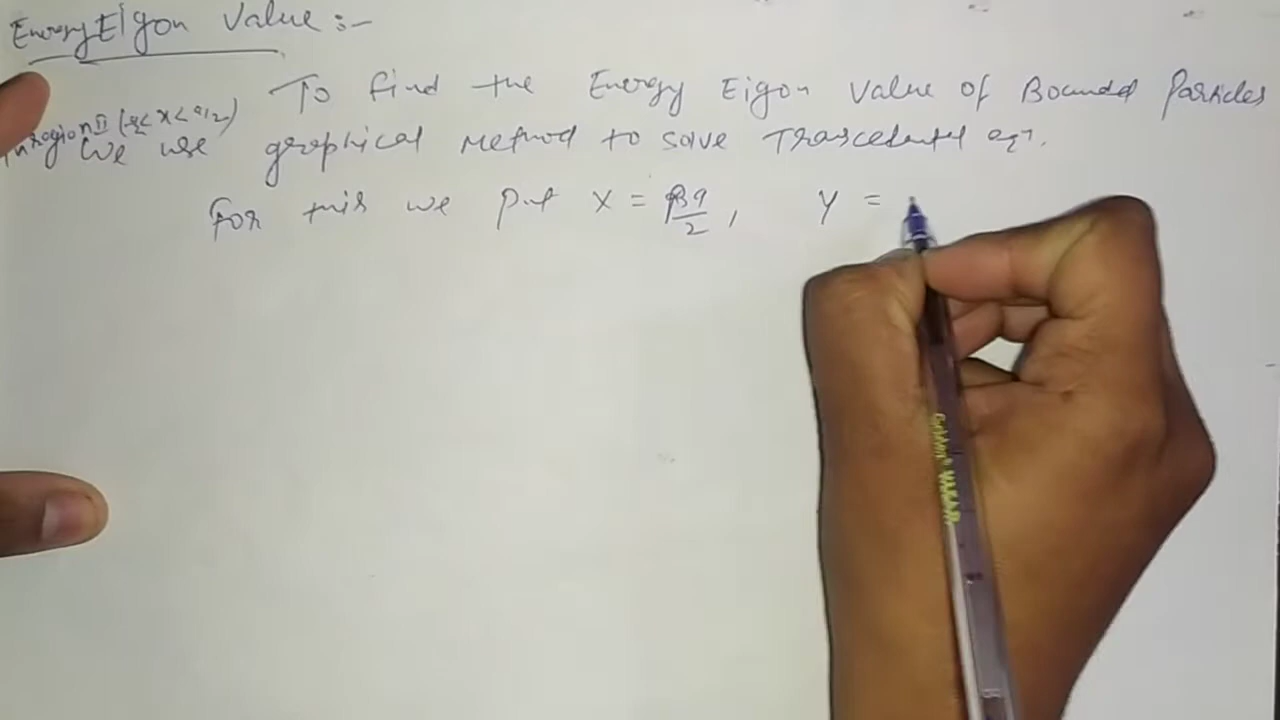 Energy Eigon Value :-
To find the Energy Eigon Value of Bounded Particles
In region II (-a/2 < x < a/2)
We use graphical Method to solve Trascedental eqn.
For this we put X = βa/2, Y =